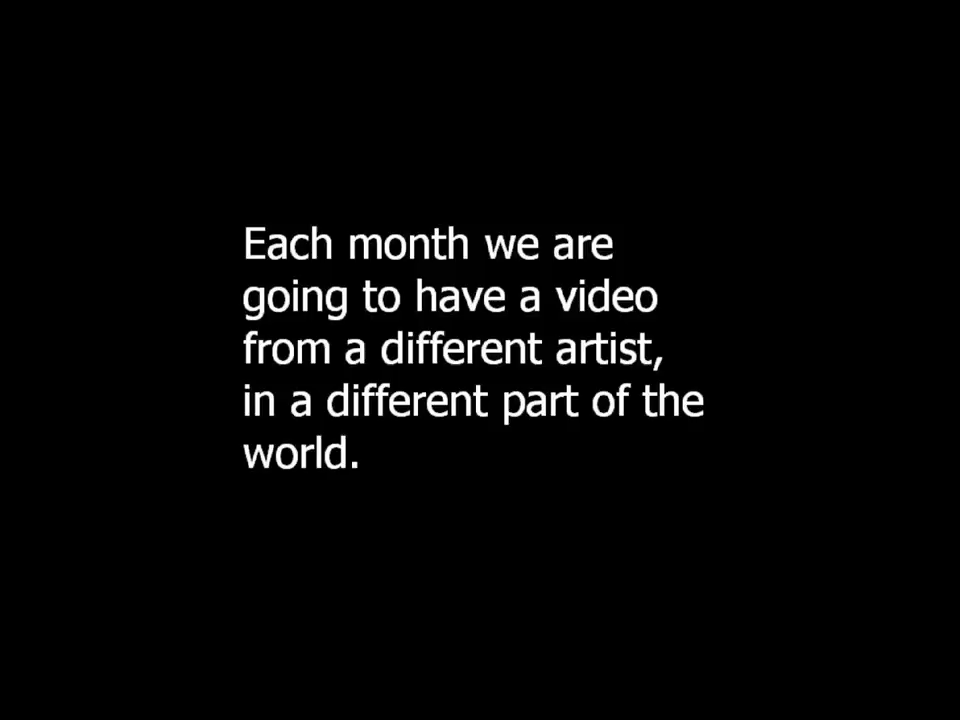 Each month we are
going to have a video
from a different artist,
in a different part of the
world.